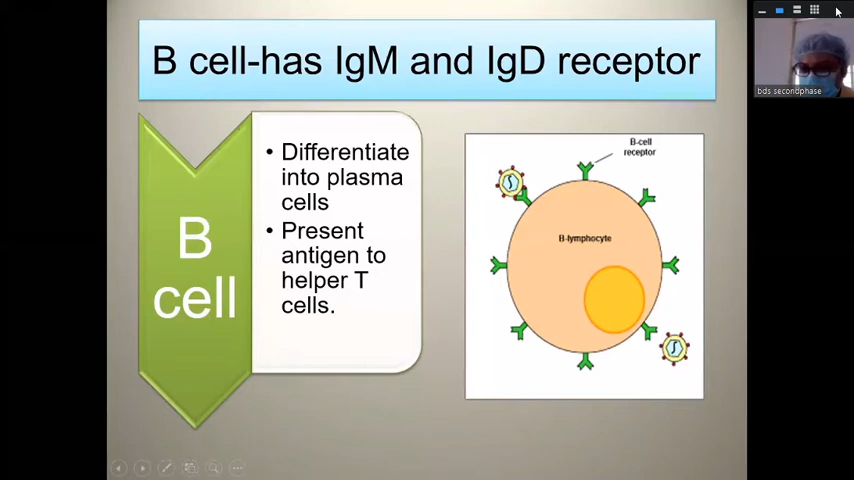 B cell-has IgM and IgD receptor
B
cell
• Differentiate
into plasma
cells
• Present
antigen to
helper T
cells.
B-cell
receptor
B-lymphocyte
bds secondphase